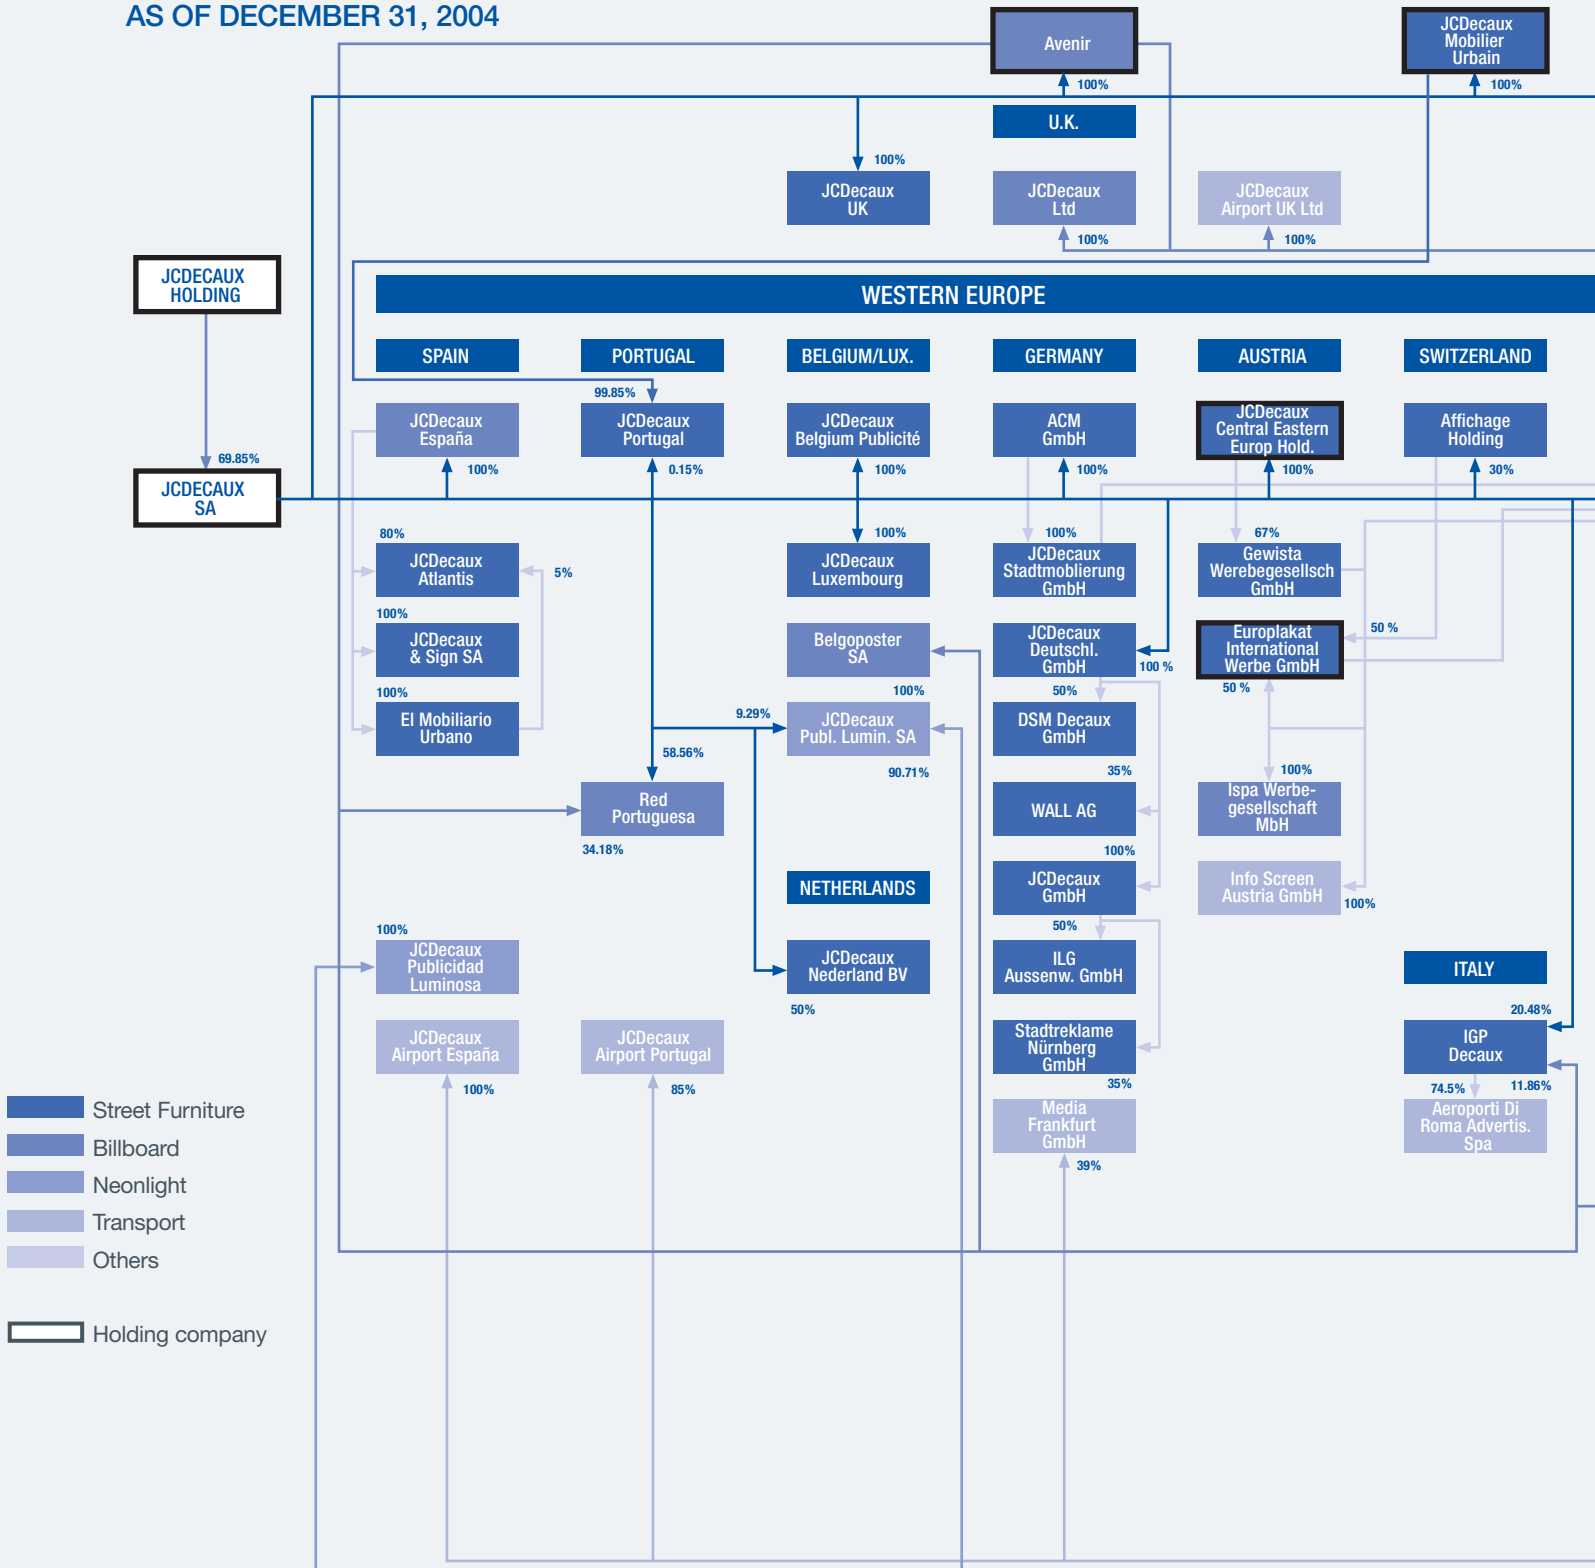 AS OF DECEMBER 31, 2004
Avenir
100%
JCDecaux
Mobilier
Urbain
100%
U.K.
100%
JCDecaux
UK
JCDecaux
Ltd
100%
JCDecaux
Airport UK Ltd
100%
JCDECAUX
HOLDING
69.85%
JCDECAUX
SA
WESTERN EUROPE
SPAIN
PORTUGAL
BELGIUM/LUX.
GERMANY
AUSTRIA
SWITZERLAND
99.85%
JCDecaux
España
100%
JCDecaux
Portugal
0.15%
JCDecaux
Belgium Publicité
100%
ACM
GmbH
100%
JCDecaux
Central Eastern
Europ Hold.
100%
Affichage
Holding
30%
80%
JCDecaux
Atlantis
5%
100%
JCDecaux
& Sign SA
100%
El Mobiliario
Urbano
100%
JCDecaux
Luxembourg
Belgoposter
SA
100%
9.29%
JCDecaux
Publ. Lumin. SA
90.71%
58.56%
Red
Portuguesa
34.18%
100%
JCDecaux
Stadtmoblierung
GmbH
JCDecaux
Deutschl.
GmbH
100 %
50%
DSM Decaux
GmbH
35%
WALL AG
100%
JCDecaux
GmbH
50%
ILG
Aussenw. GmbH
Stadtreklame
Nürnberg
GmbH
35%
Media
Frankfurt
GmbH
39%
67%
Gewista
Werebegesellsch
GmbH
Europlakat
International
Werbe GmbH
50 %
50 %
100%
Ispa Werbe-
gesellschaft
MbH
Info Screen
Austria GmbH
100%
NETHERLANDS
JCDecaux
Nederland BV
50%
100%
JCDecaux
Publicidad
Luminosa
JCDecaux
Airport España
100%
JCDecaux
Airport Portugal
85%
ITALY
20.48%
IGP
Decaux
74.5%
11.86%
Aeroporti Di
Roma Advertis.
Spa
Street Furniture
Billboard
Neonlight
Transport
Others
Holding company